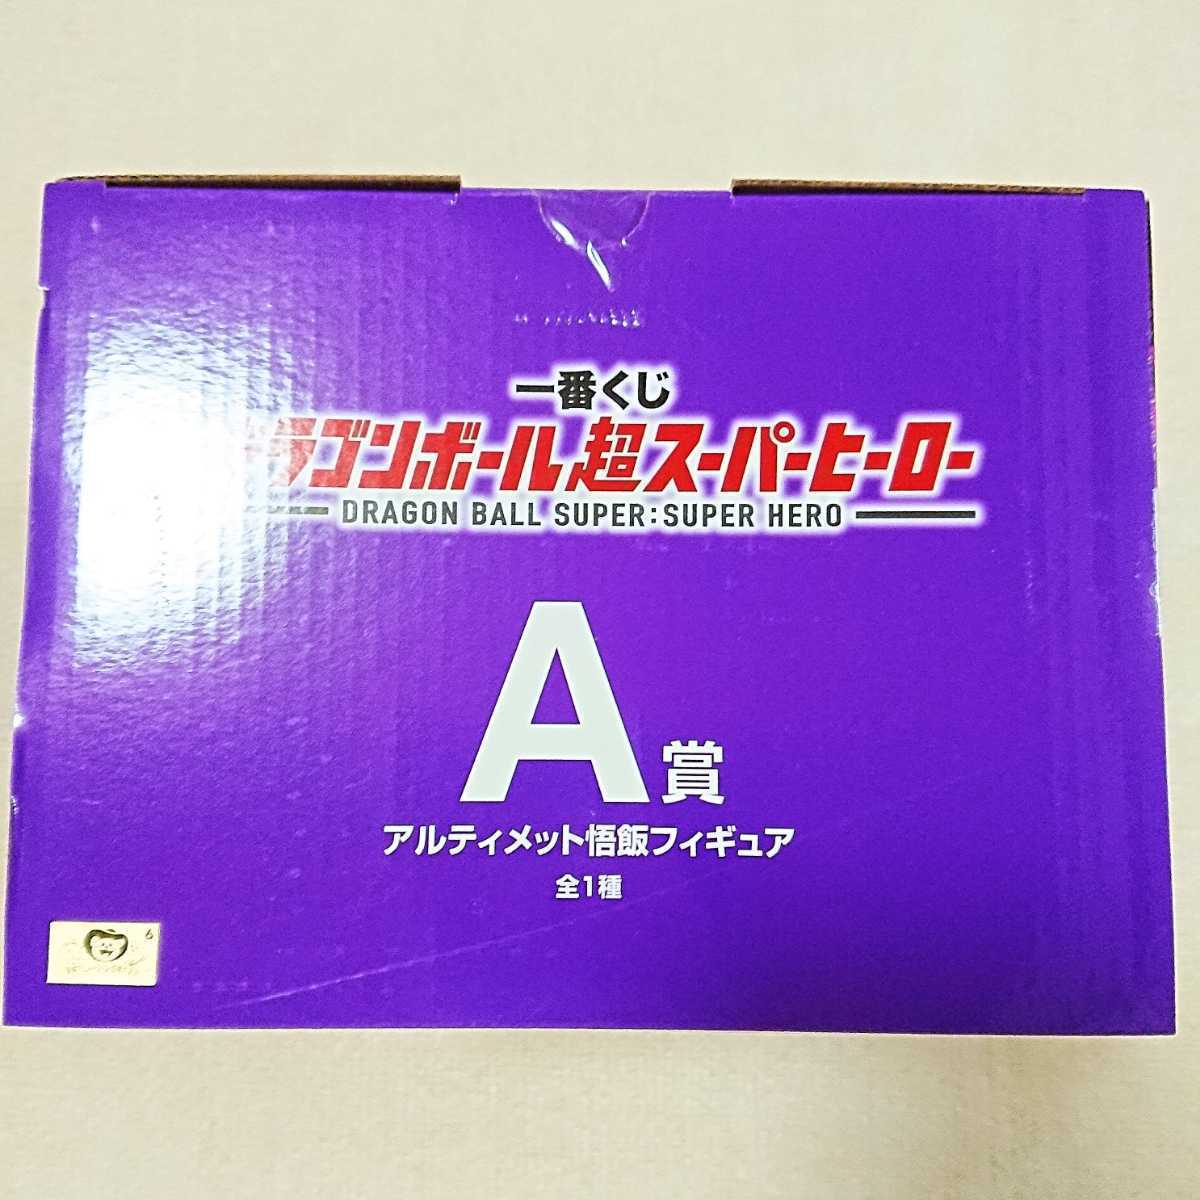 一番くじ
ドラゴンボール超スーパーヒーロー
DRAGON BALL SUPER:SUPER HERO
A賞
アルティメット悟飯フィギュア
全1種
6